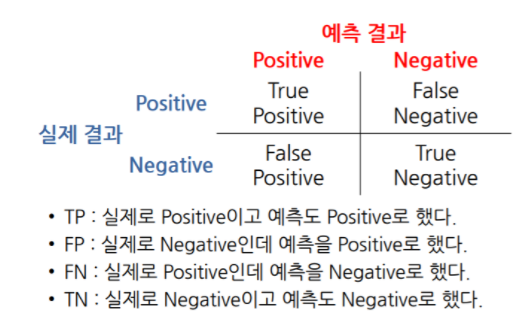 예측 결과
Positive Negative
Positive True Positive False Negative
실제 결과
Negative False Positive True Negative
• TP : 실제로 Positive이고 예측도 Positive로 했다.
• FP : 실제로 Negative인데 예측을 Positive로 했다.
• FN : 실제로 Positive인데 예측을 Negative로 했다.
• TN : 실제로 Negative이고 예측도 Negative로 했다.